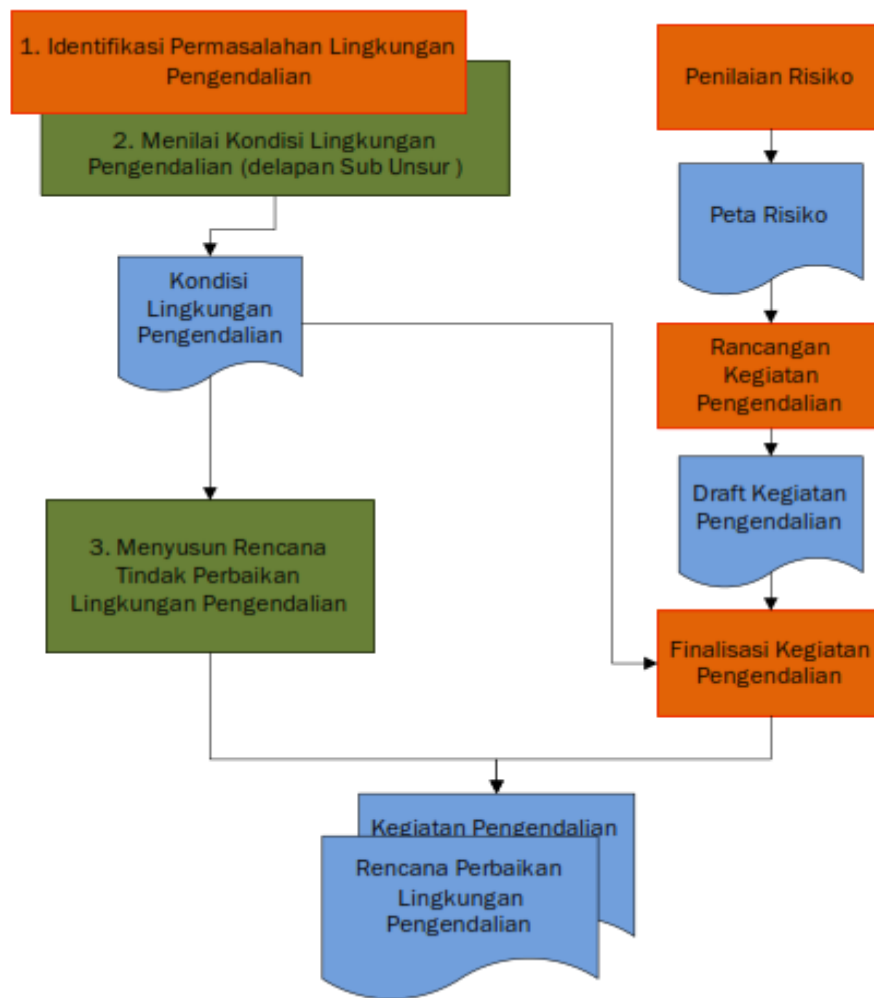 1. Identifikasi Permasalahan Lingkungan
Pengendalian
2. Menilai Kondisi Lingkungan
Pengendalian (delapan Sub Unsur )
Kondisi
Lingkungan
Pengendalian
3. Menyusun Rencana
Tindak Perbaikan
Lingkungan Pengendalian
Penilaian Risiko
Peta Risiko
Rancangan
Kegiatan
Pengendalian
Draft Kegiatan
Pengendalian
Finalisasi Kegiatan
Pengendalian
Kegiatan Pengendalian
Rencana Perbaikan
Lingkungan
Pengendalian